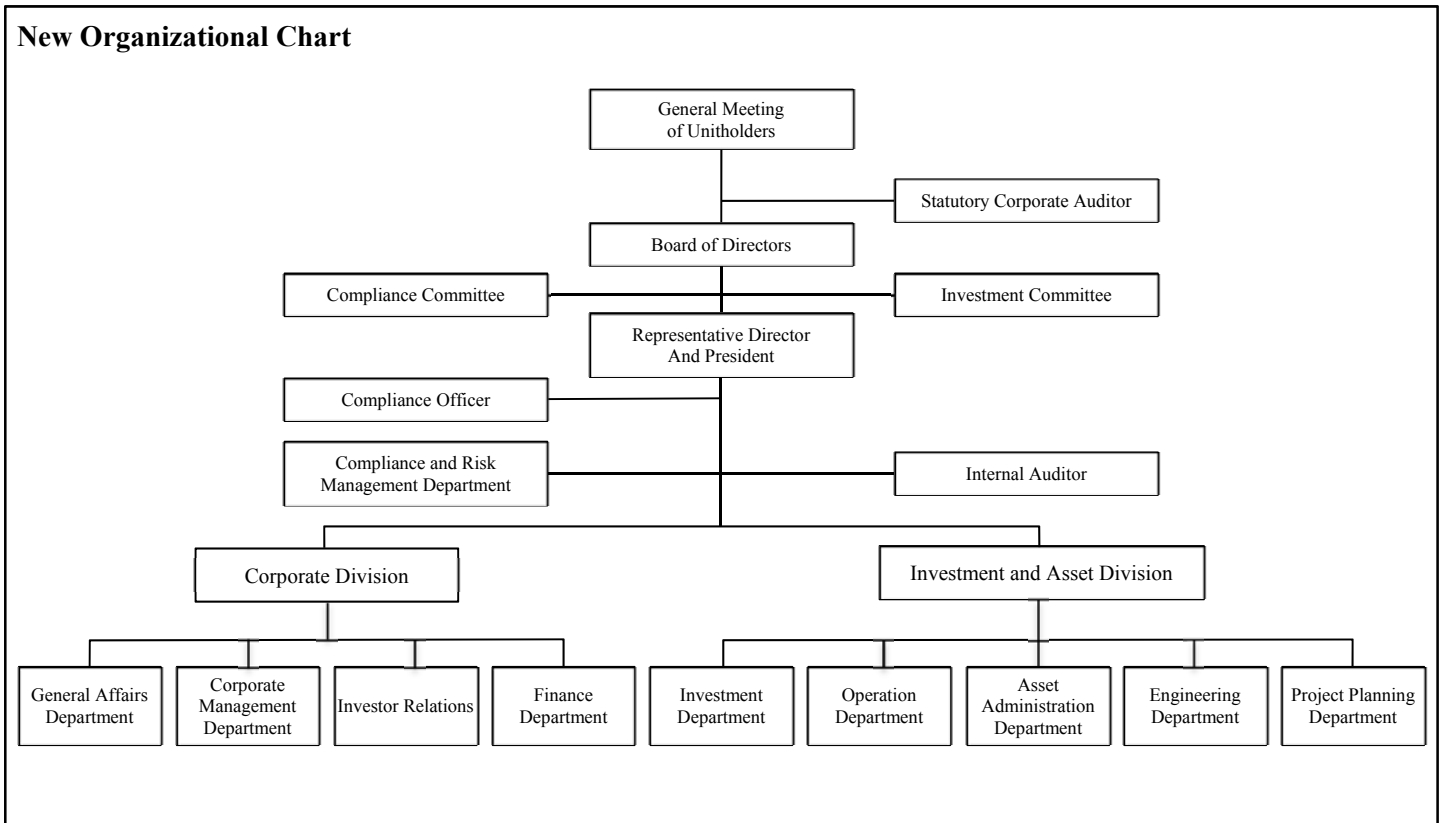 New Organizational Chart
General Meeting
of Unitholders
Statutory Corporate Auditor
Board of Directors
Compliance Committee
Investment Committee
Representative Director
And President
Compliance Officer
Compliance and Risk
Management Department
Internal Auditor
Corporate Division
Investment and Asset Division
General Affairs
Department
Corporate
Management
Department
Investor Relations
Finance
Department
Investment
Department
Operation
Department
Asset
Administration
Department
Engineering
Department
Project Planning
Department